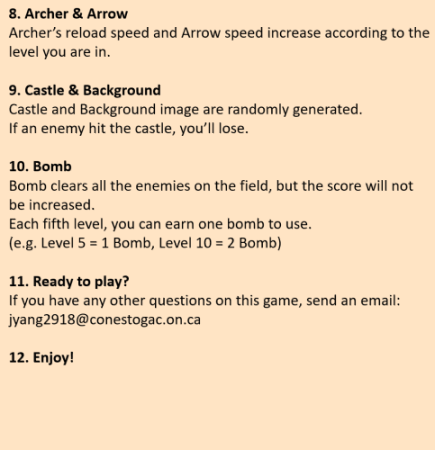 8. Archer & Arrow
Archer’s reload speed and Arrow speed increase according to the
level you are in.
9. Castle & Background
Castle and Background image are randomly generated.
If an enemy hit the castle, you’ll lose.
10. Bomb
Bomb clears all the enemies on the field, but the score will not
be increased.
Each fifth level, you can earn one bomb to use.
(e.g. Level 5 = 1 Bomb, Level 10 = 2 Bomb)
11. Ready to play?
If you have any other questions on this game, send an email:
jyang2918@conestogac.on.ca
12. Enjoy!